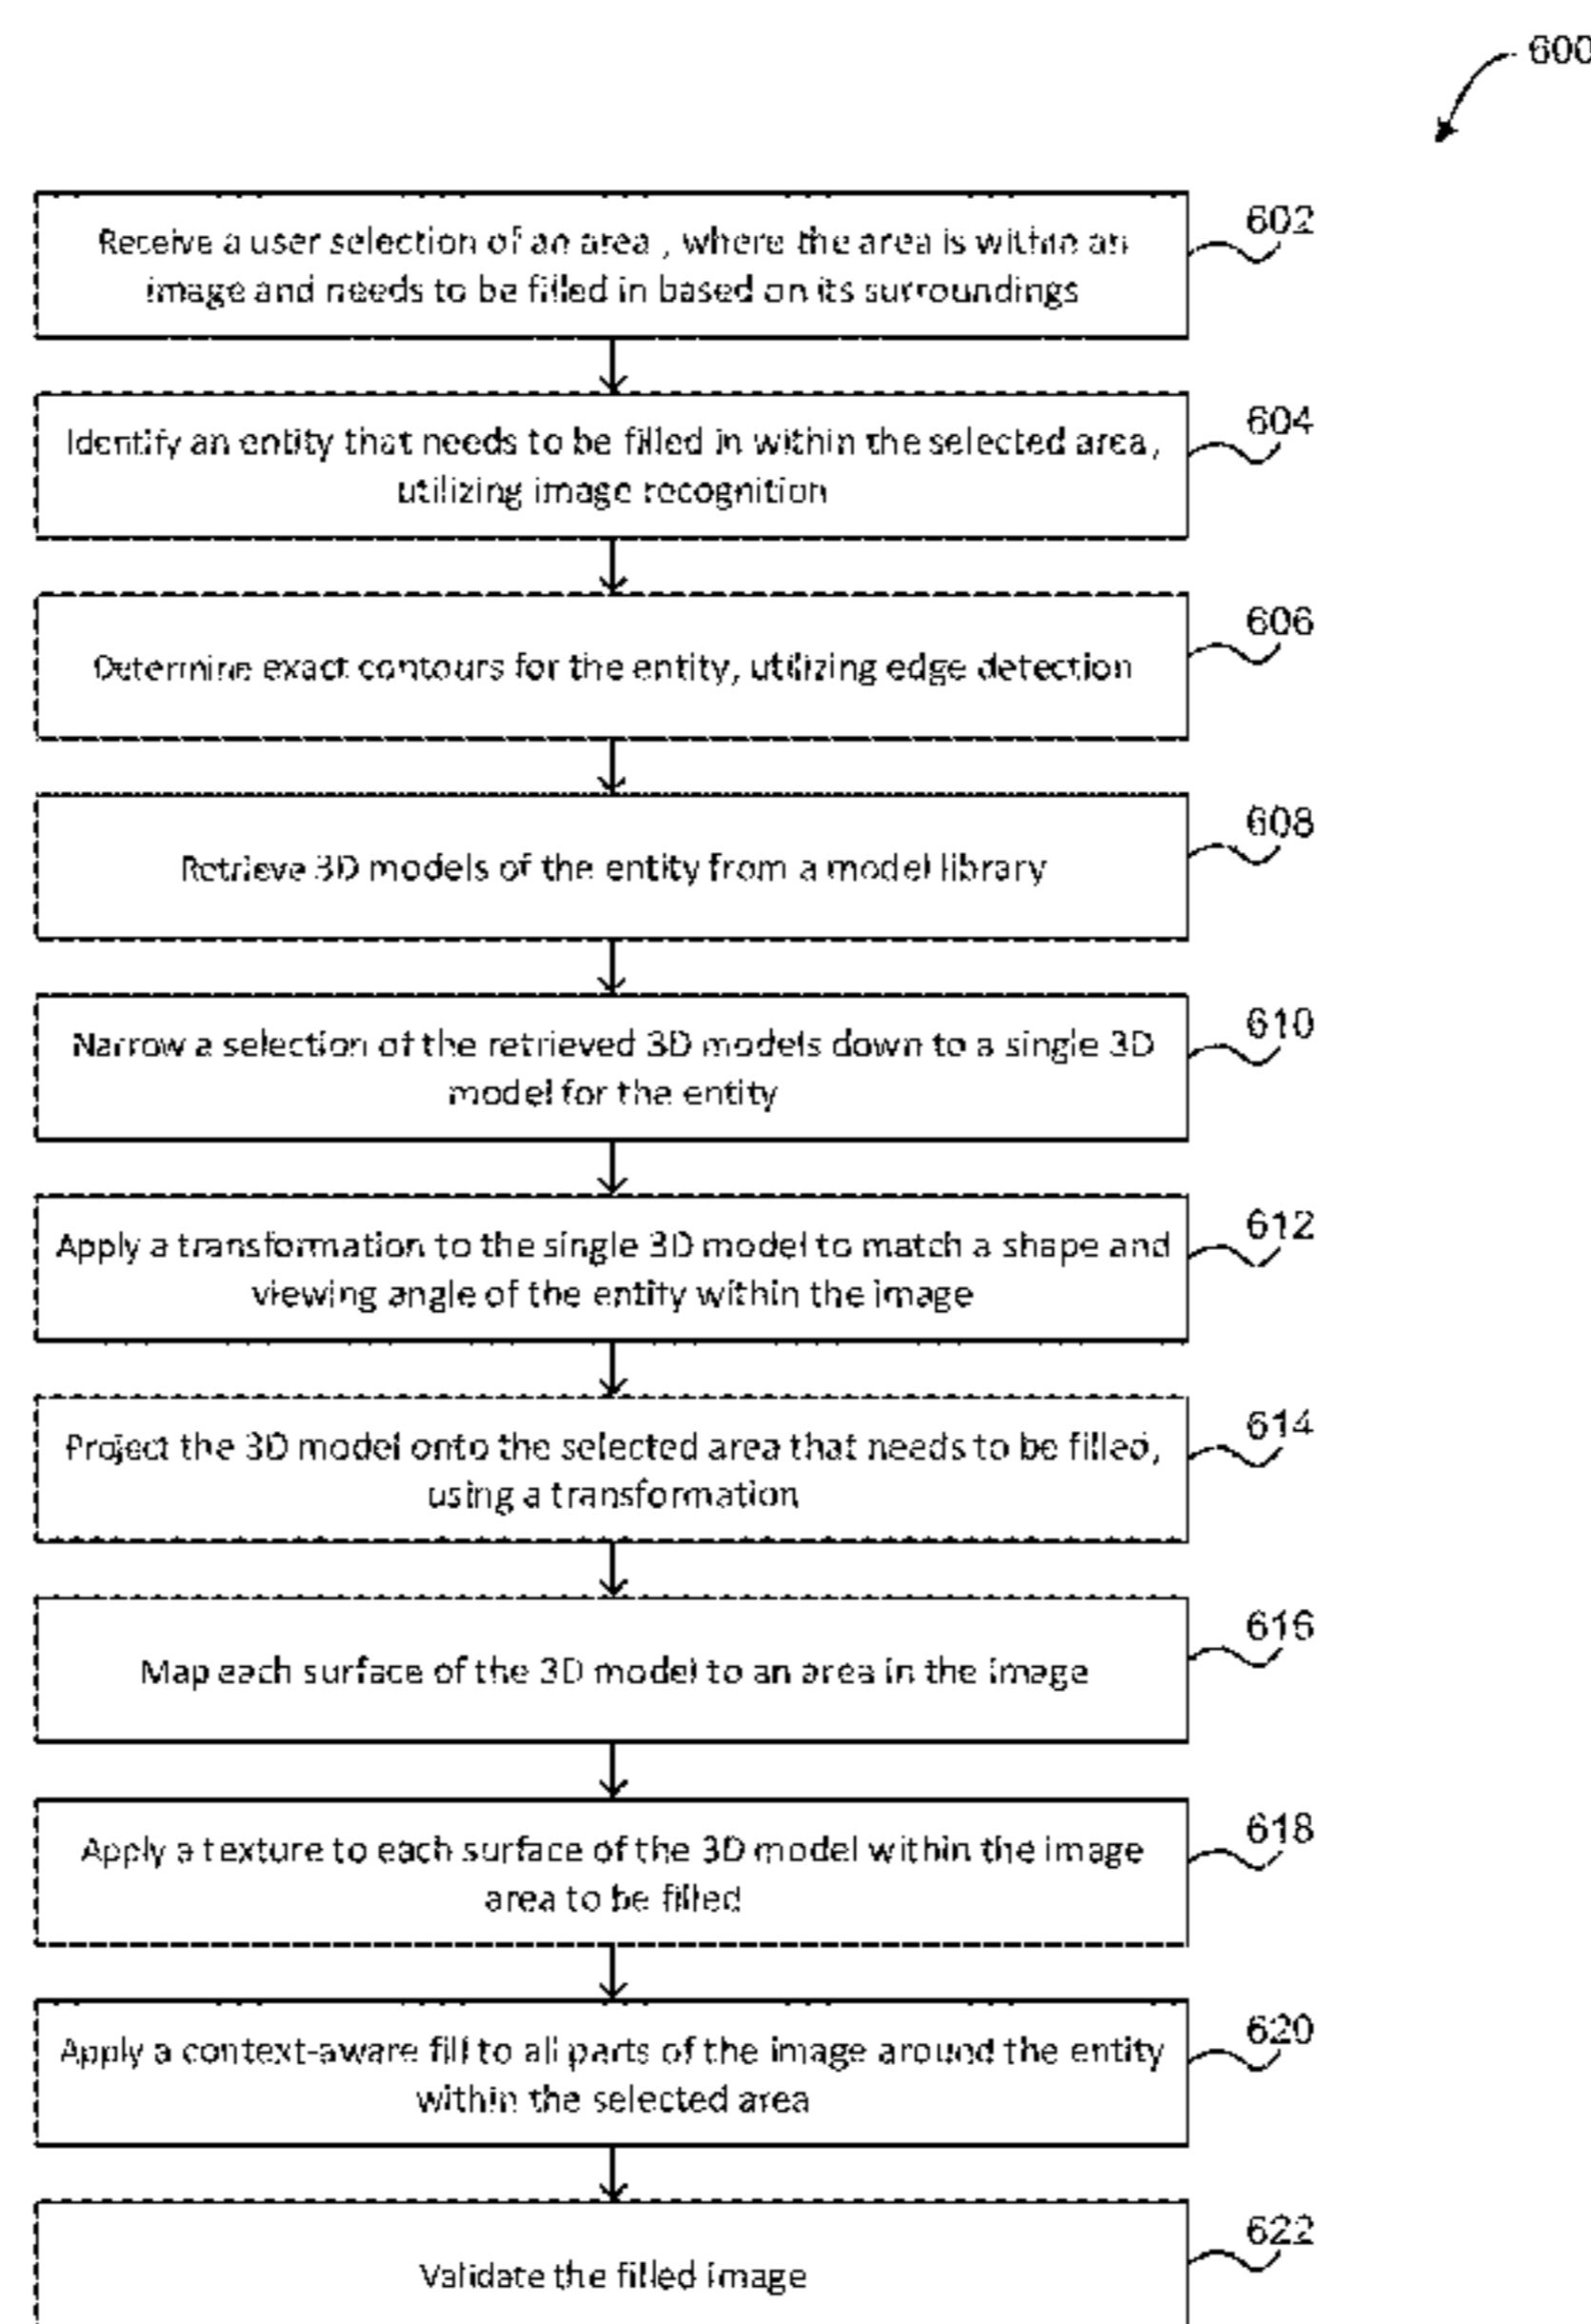 600
Receive a user selection of an area , where the area is within an
image and needs to be filled in based on its surroundings
602
Identify an entity that needs to be filled in within the selected area,
utilizing image recognition
604
Determine exact contours for the entity, utilizing edge detection
606
Retrieve 3D models of the entity from a model library
608
Narrow a selection of the retrieved 3D models down to a single 3D
model for the entity
610
Apply a transformation to the single 3D model to match a shape and
viewing angle of the entity within the image
612
Project the 3D model onto the selected area that needs to be filled,
using a transformation
614
Map each surface of the 3D model to an area in the image
616
Apply a texture to each surface of the 3D model within the image
area to be filled
618
Apply a context-aware fill to all parts of the image around the entity
within the selected area
620
Validate the filled image
622